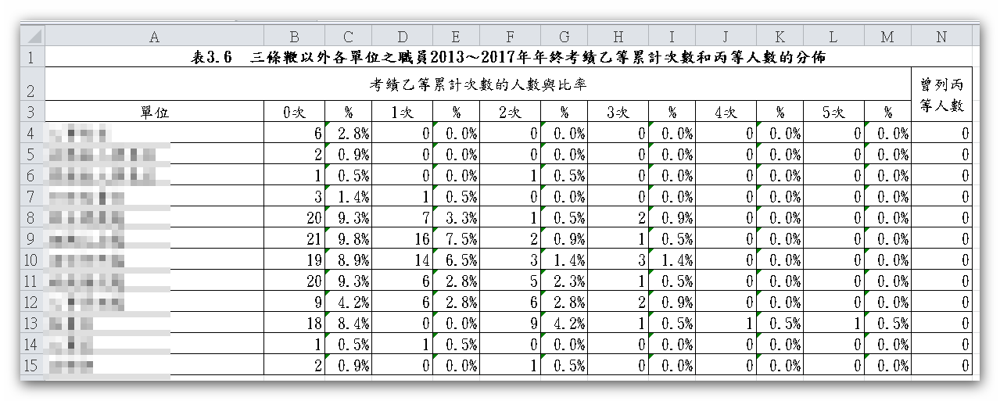 A B C D E F G H I J K L M N
1 表3.6 三條鞭以外各單位之職員2013～2017年年終考績乙等累計次數和丙等人數的分佈
2 考績乙等累計次數的人數與比率 曾列丙等人數
3 單位 0次 % 1次 % 2次 % 3次 % 4次 % 5次 %
4 6 2.8% 0 0.0% 0 0.0% 0 0.0% 0 0.0% 0 0.0% 0
5 2 0.9% 0 0.0% 0 0.0% 0 0.0% 0 0.0% 0 0.0% 0
6 1 0.5% 0 0.0% 1 0.5% 0 0.0% 0 0.0% 0 0.0% 0
7 3 1.4% 1 0.5% 0 0.0% 0 0.0% 0 0.0% 0 0.0% 0
8 20 9.3% 7 3.3% 1 0.5% 2 0.9% 0 0.0% 0 0.0% 0
9 21 9.8% 16 7.5% 2 0.9% 1 0.5% 0 0.0% 0 0.0% 0
10 19 8.9% 14 6.5% 3 1.4% 3 1.4% 0 0.0% 0 0.0% 0
11 20 9.3% 6 2.8% 5 2.3% 1 0.5% 0 0.0% 0 0.0% 0
12 9 4.2% 6 2.8% 6 2.8% 2 0.9% 0 0.0% 0 0.0% 0
13 18 8.4% 0 0.0% 9 4.2% 1 0.5% 1 0.5% 1 0.5% 0
14 1 0.5% 1 0.5% 0 0.0% 0 0.0% 0 0.0% 0 0.0% 0
15 2 0.9% 0 0.0% 1 0.5% 0 0.0% 0 0.0% 0 0.0% 0